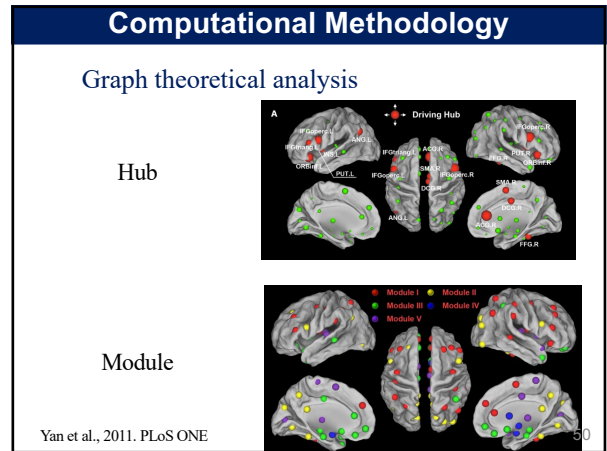 Computational Methodology
Graph theoretical analysis
Hub
A
Driving Hub
IFGoperc.L
IFGtriang.L
ANG.L
INS.L
ORBinf.L
PUT.L
IFGtriang.L
ACG.R
SMA.R
IFGoperc.L
IFGoperc.R
DCG.R
ANG.L
IFGoperc.R
PUT.R
FFG.R
ORBinf.R
SMA.R
DCG.R
ACG.R
FFG.R
Module
Module I
Module II
Module III
Module IV
Module V
Yan et al., 2011. PLoS ONE
50